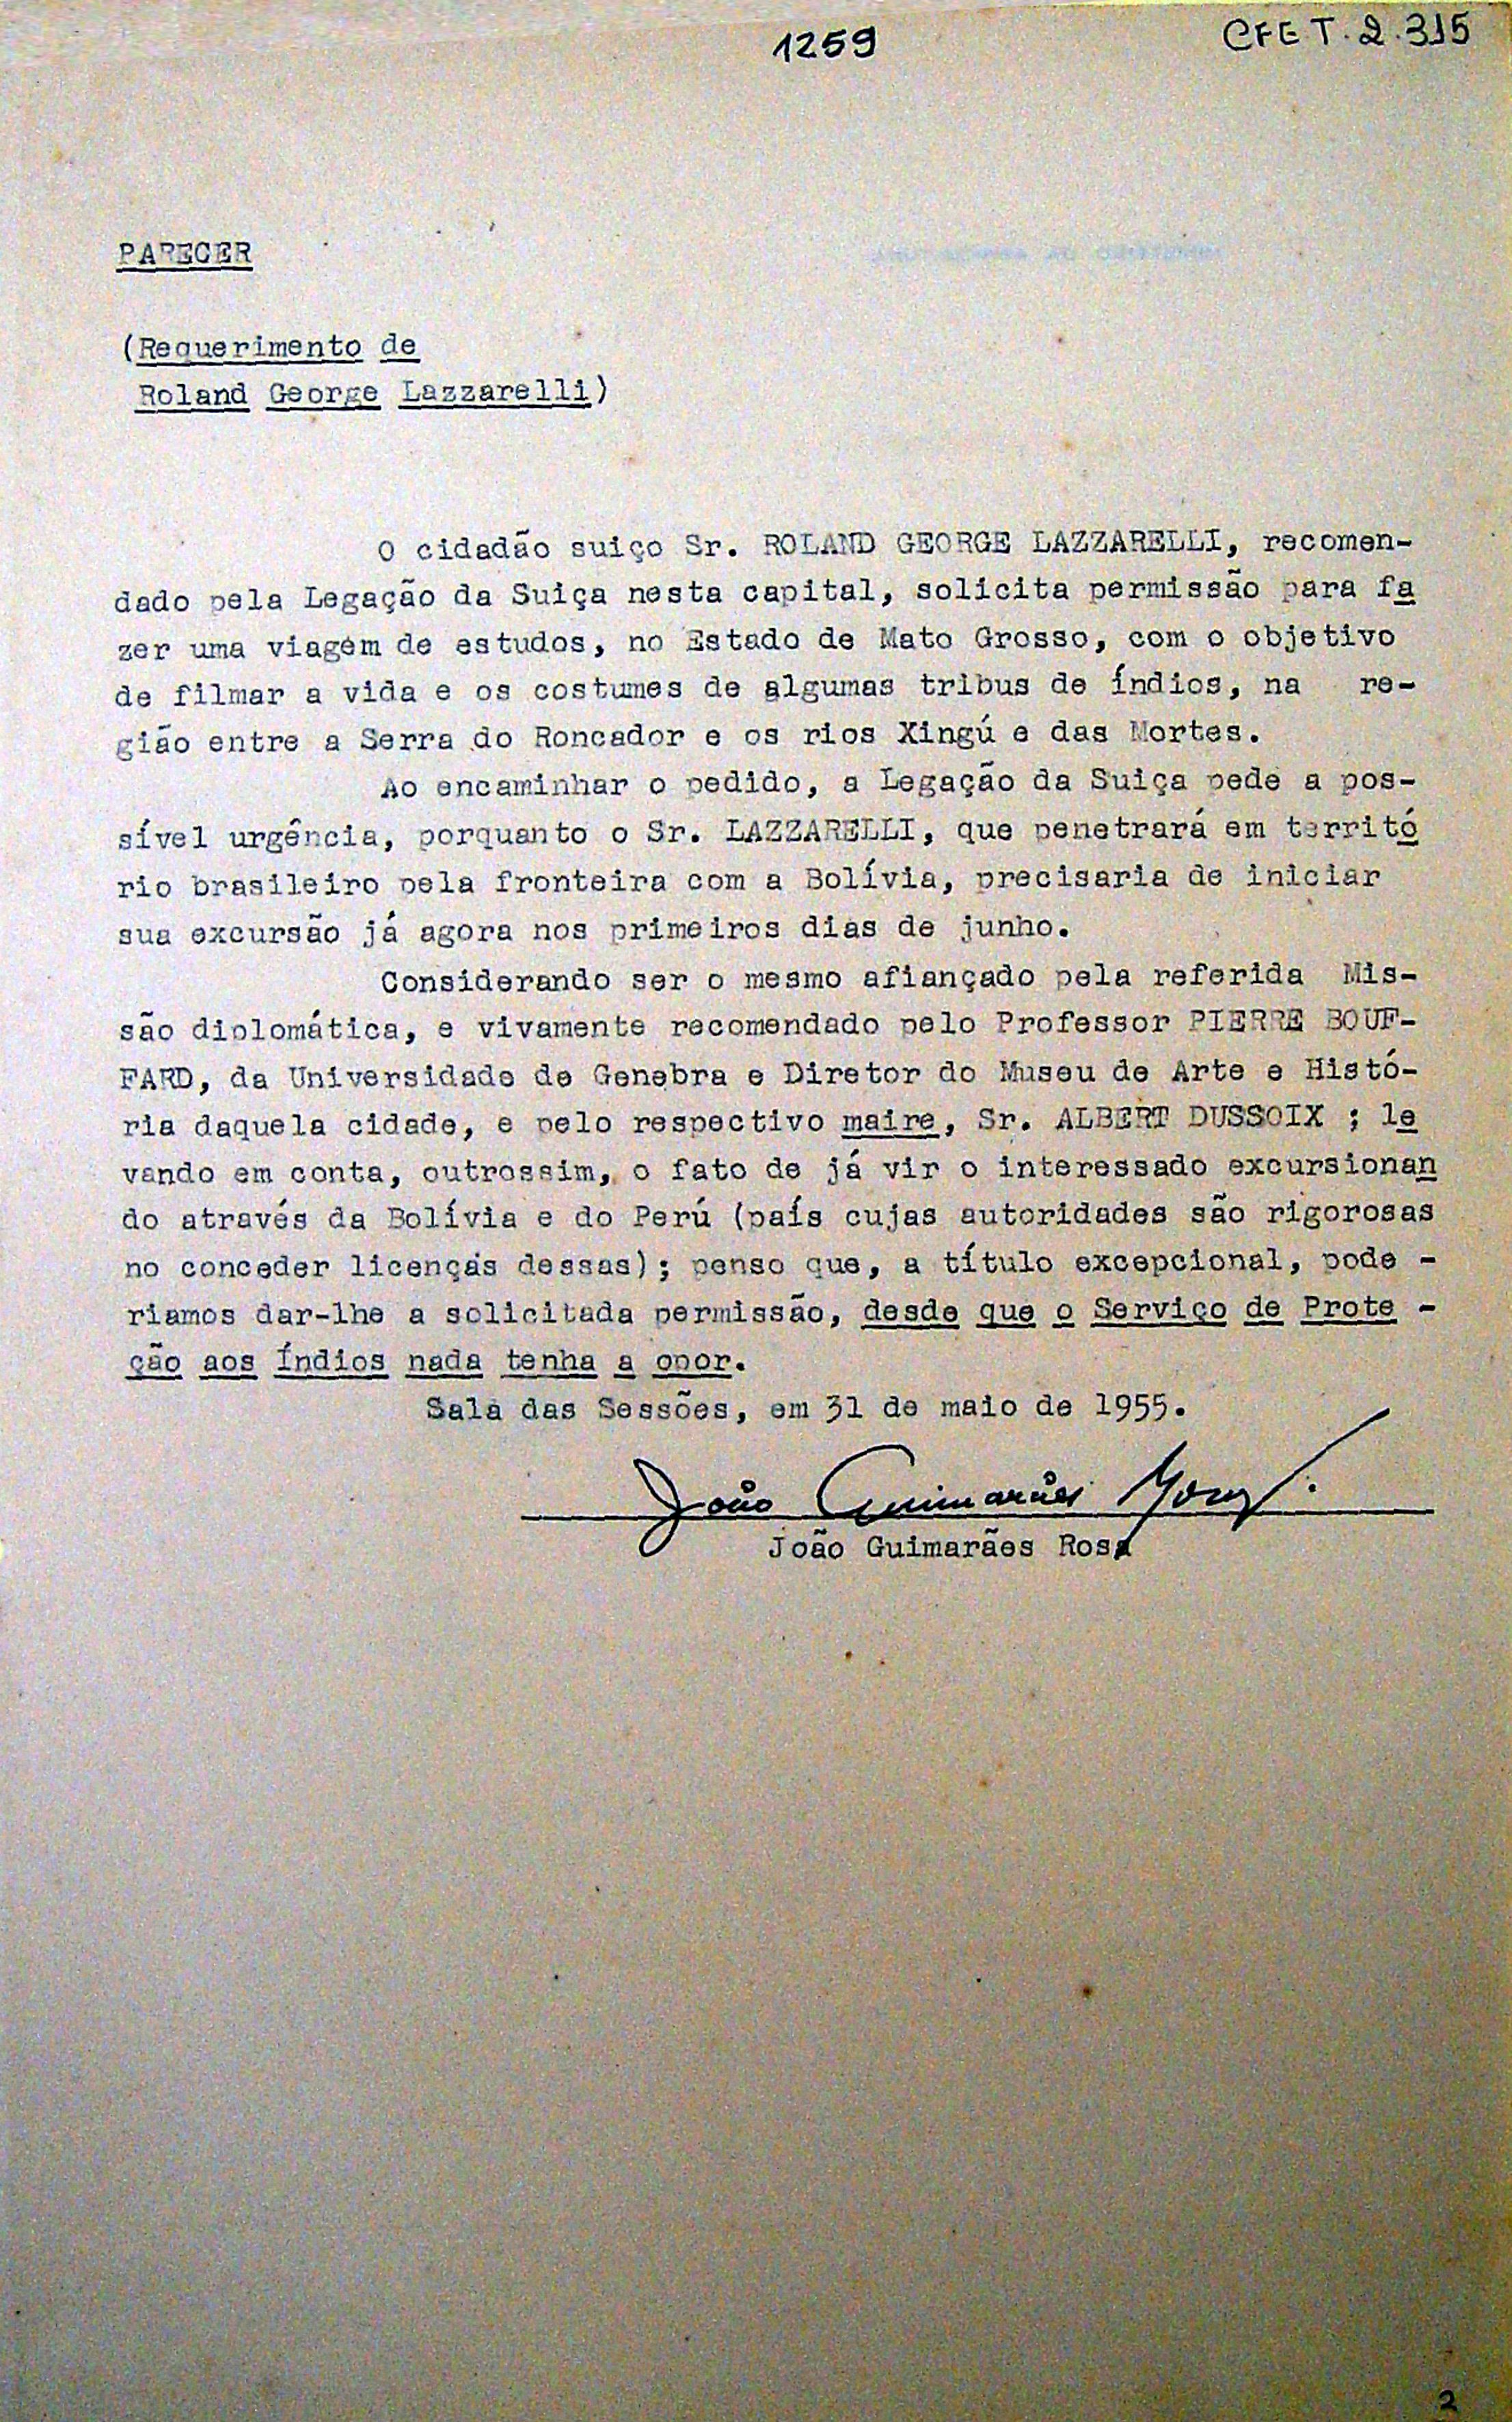 1259
CFE T. 2. 315
PARECER
(Requerimento de
Roland George Lazzarelli)
O cidadão suiço Sr. ROLAND GEORGE LAZZARELLI, recomen-
dado pela Legação da Suiça nesta capital, solicita permissão para fa
zer uma viagem de estudos, no Estado de Mato Grosso, com o objetivo
de filmar a vida e os costumes de algumas tribus de índios, na re-
gião entre a Serra do Roncador e os rios Xingú e das Mortes.
Ao encaminhar o pedido, a Legação da Suiça pede a pos-
sível urgência, porquanto o Sr. LAZZARELLI, que penetrará em territó
rio brasileiro pela fronteira com a Bolívia, precisaria de iniciar
sua excursão já agora nos primeiros dias de junho.
Considerando ser o mesmo afiançado pela referida Mis-
são diplomática, e vivamente recomendado pelo Professor PIERRE BOUF-
FARD, da Universidade de Genebra e Diretor do Museu de Arte e Histó-
ria daquela cidade, e pelo respectivo maire, Sr. ALBERT DUSSOIX ; le
vando em conta, outrossim, o fato de já vir o interessado excursionan
do através da Bolívia e do Perú (país cujas autoridades são rigorosas
no conceder licenças dessas); penso que, a título excepcional, pode -
riamos dar-lhe a solicitada permissão, desde que o Serviço de Prote -
ção aos Índios nada tenha a opor.
Sala das Sessões, em 31 de maio de 1955.
João Guimarães Rosa.
João Guimarães Rosa
2